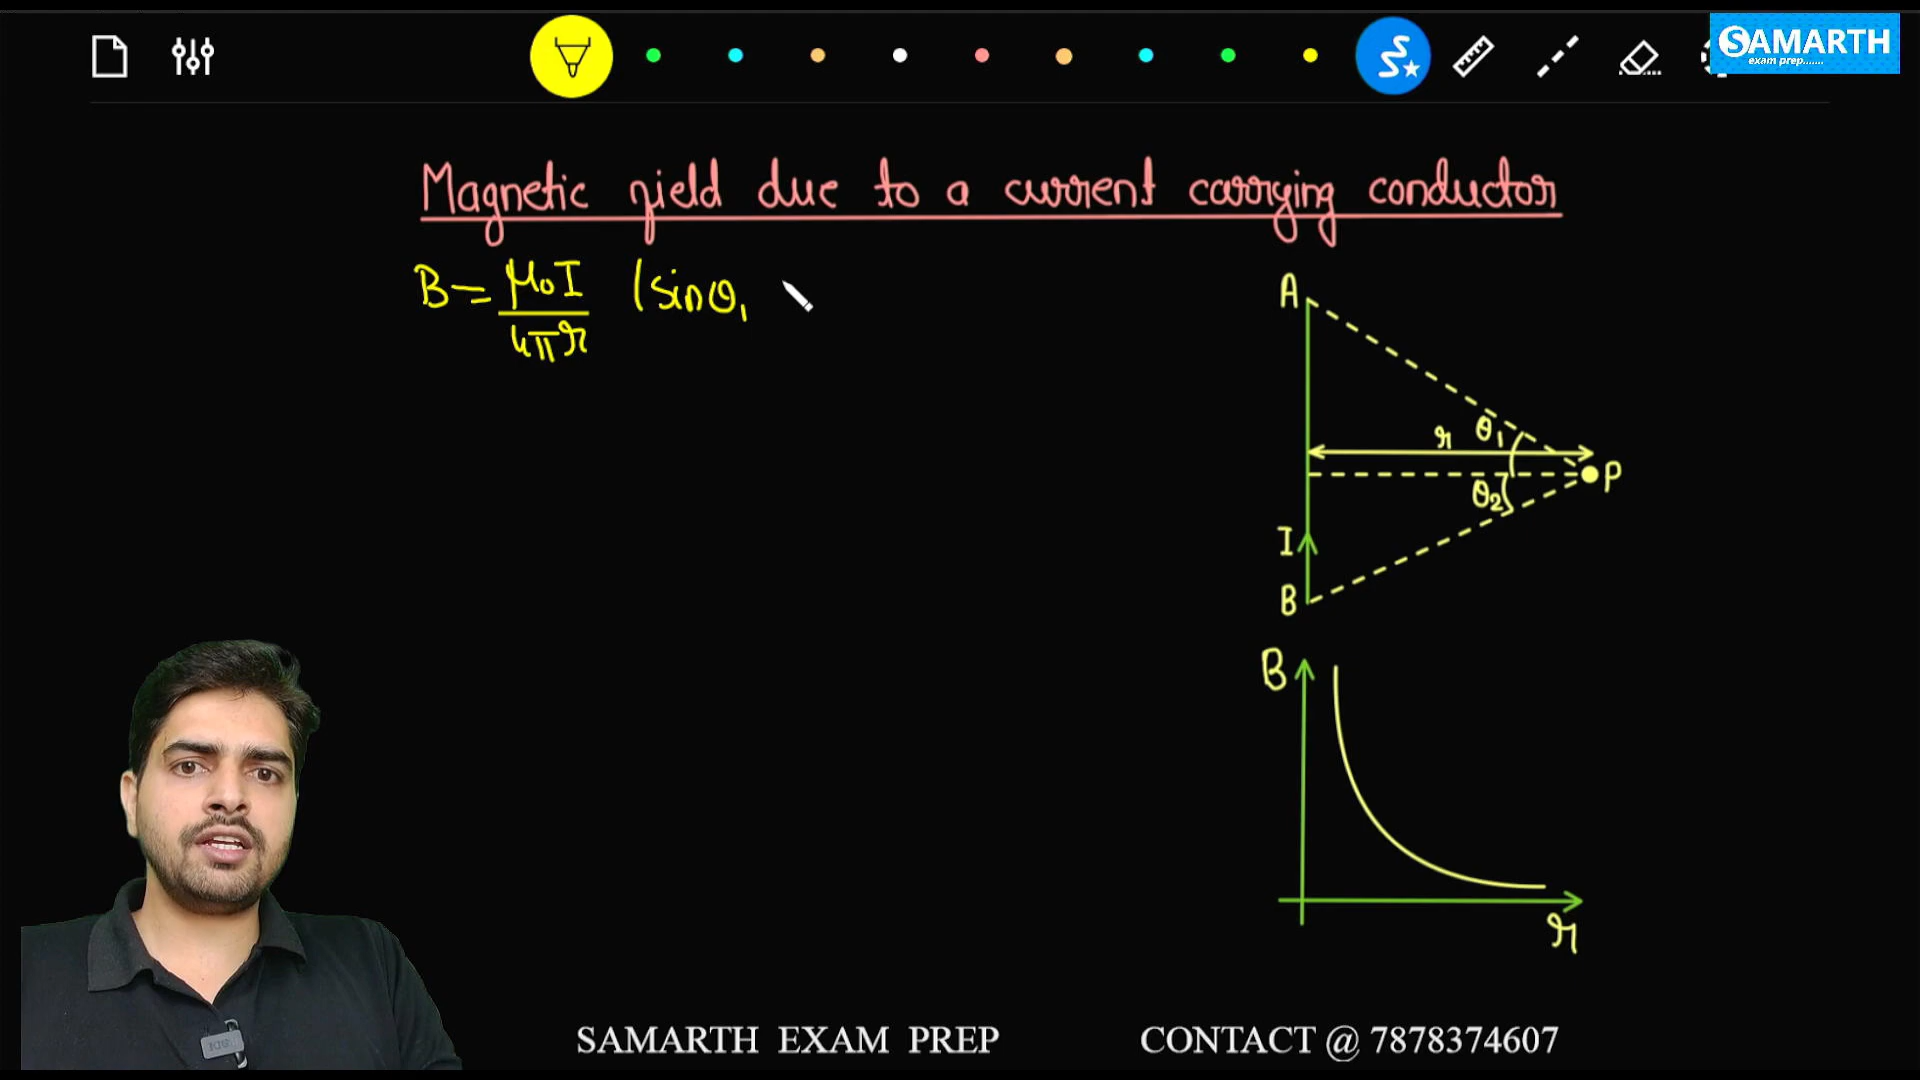 SAMARTH
exam prep.......
Magnetic field due to a current carrying conductor
B = μ₀I / 4πr (sinθ₁
A
r θ₁
P
θ₂
I
B
B
r
SAMARTH EXAM PREP CONTACT @ 7878374607